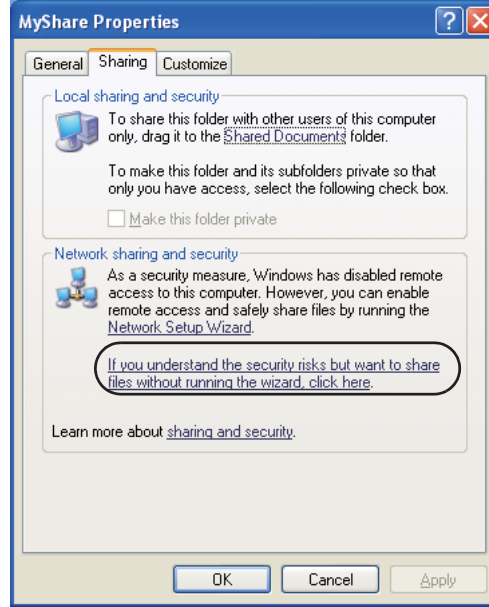 MyShare Properties
General Sharing Customize
Local sharing and security
To share this folder with other users of this computer
only, drag it to the Shared Documents folder.
To make this folder and its subfolders private so that
only you have access, select the following check box.
Make this folder private
Network sharing and security
As a security measure, Windows has disabled remote
access to this computer. However, you can enable
remote access and safely share files by running the
Network Setup Wizard.
If you understand the security risks but want to share
files without running the wizard, click here.
Learn more about sharing and security.
OK Cancel Apply